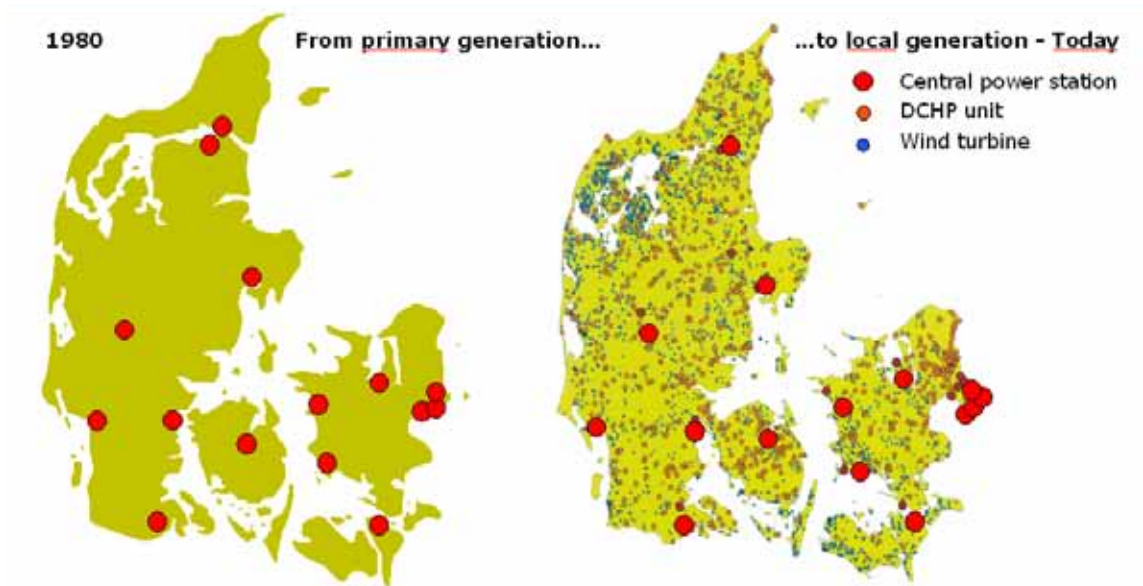 1980
From primary generation...
...to local generation – Today
Central power station
DCHP unit
Wind turbine